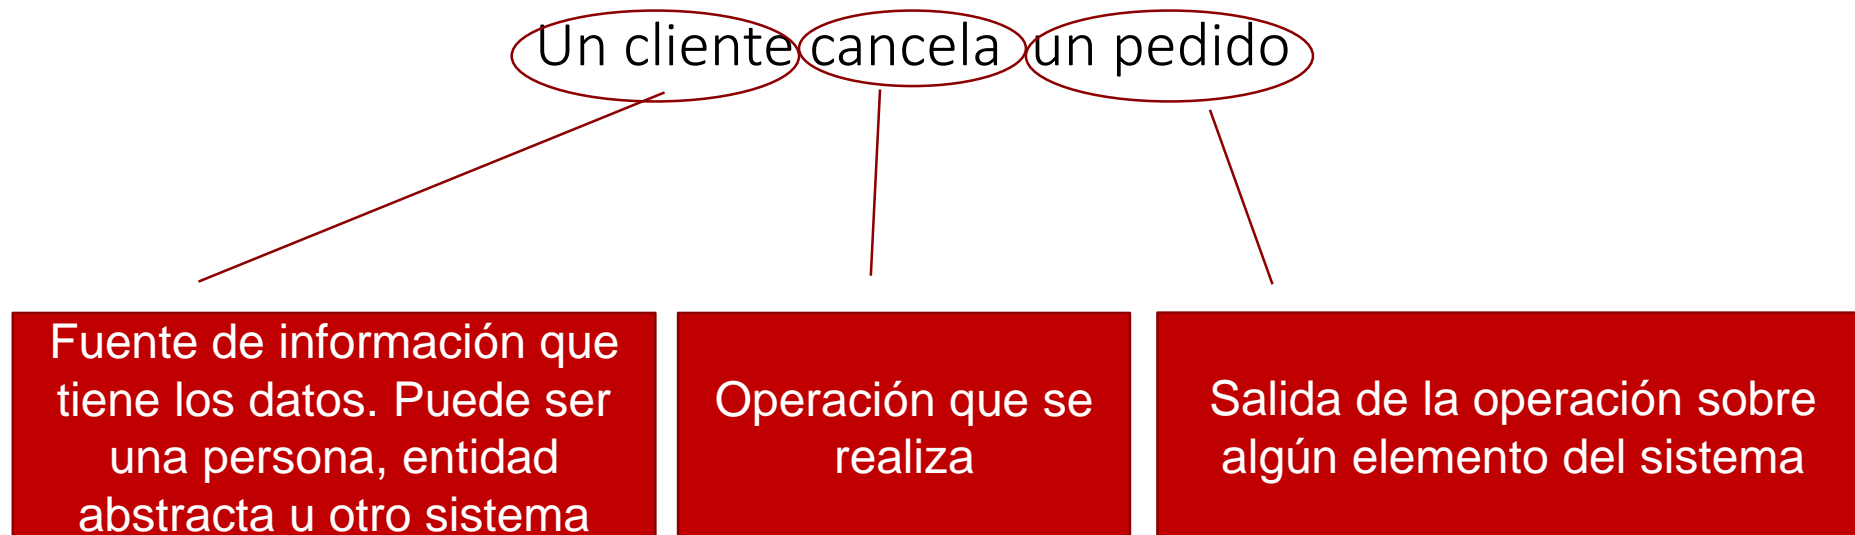 Un cliente cancela un pedido
Fuente de información que
tiene los datos. Puede ser
una persona, entidad
abstracta u otro sistema
Operación que se
realiza
Salida de la operación sobre
algún elemento del sistema